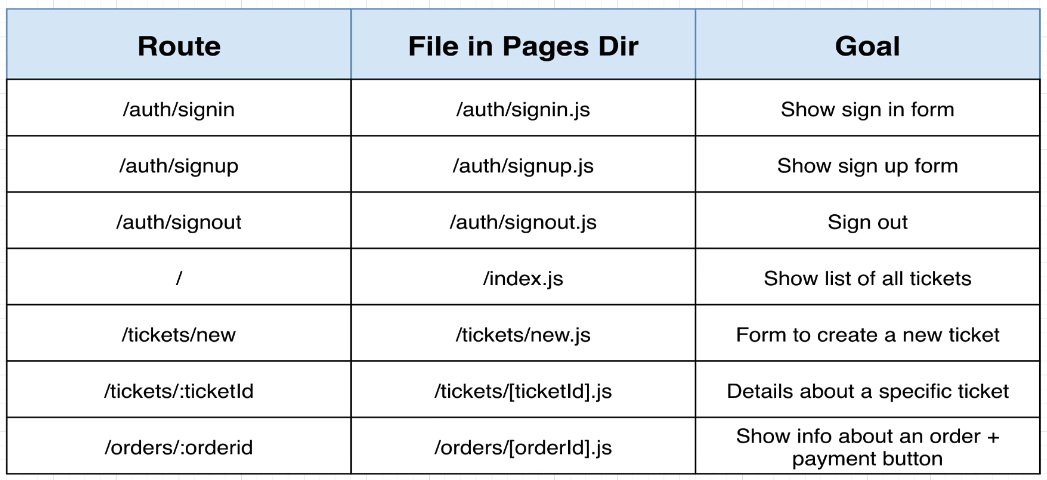 Route File in Pages Dir Goal
/auth/signin /auth/signin.js Show sign in form
/auth/signup /auth/signup.js Show sign up form
/auth/signout /auth/signout.js Sign out
/ /index.js Show list of all tickets
/tickets/new /tickets/new.js Form to create a new ticket
/tickets/:ticketId /tickets/[ticketId].js Details about a specific ticket
/orders/:orderid /orders/[orderId].js Show info about an order +
payment button